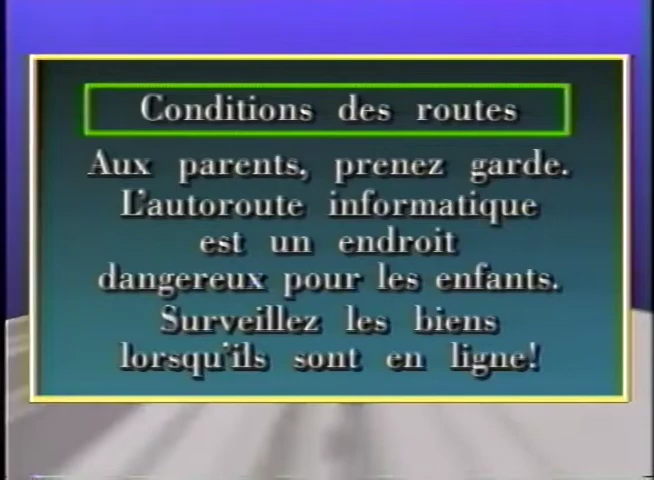 Conditions des routes
Aux parents, prenez garde.
L'autoroute informatique
est un endroit
dangereux pour les enfants.
Surveillez les biens
lorsqu'ils sont en ligne!